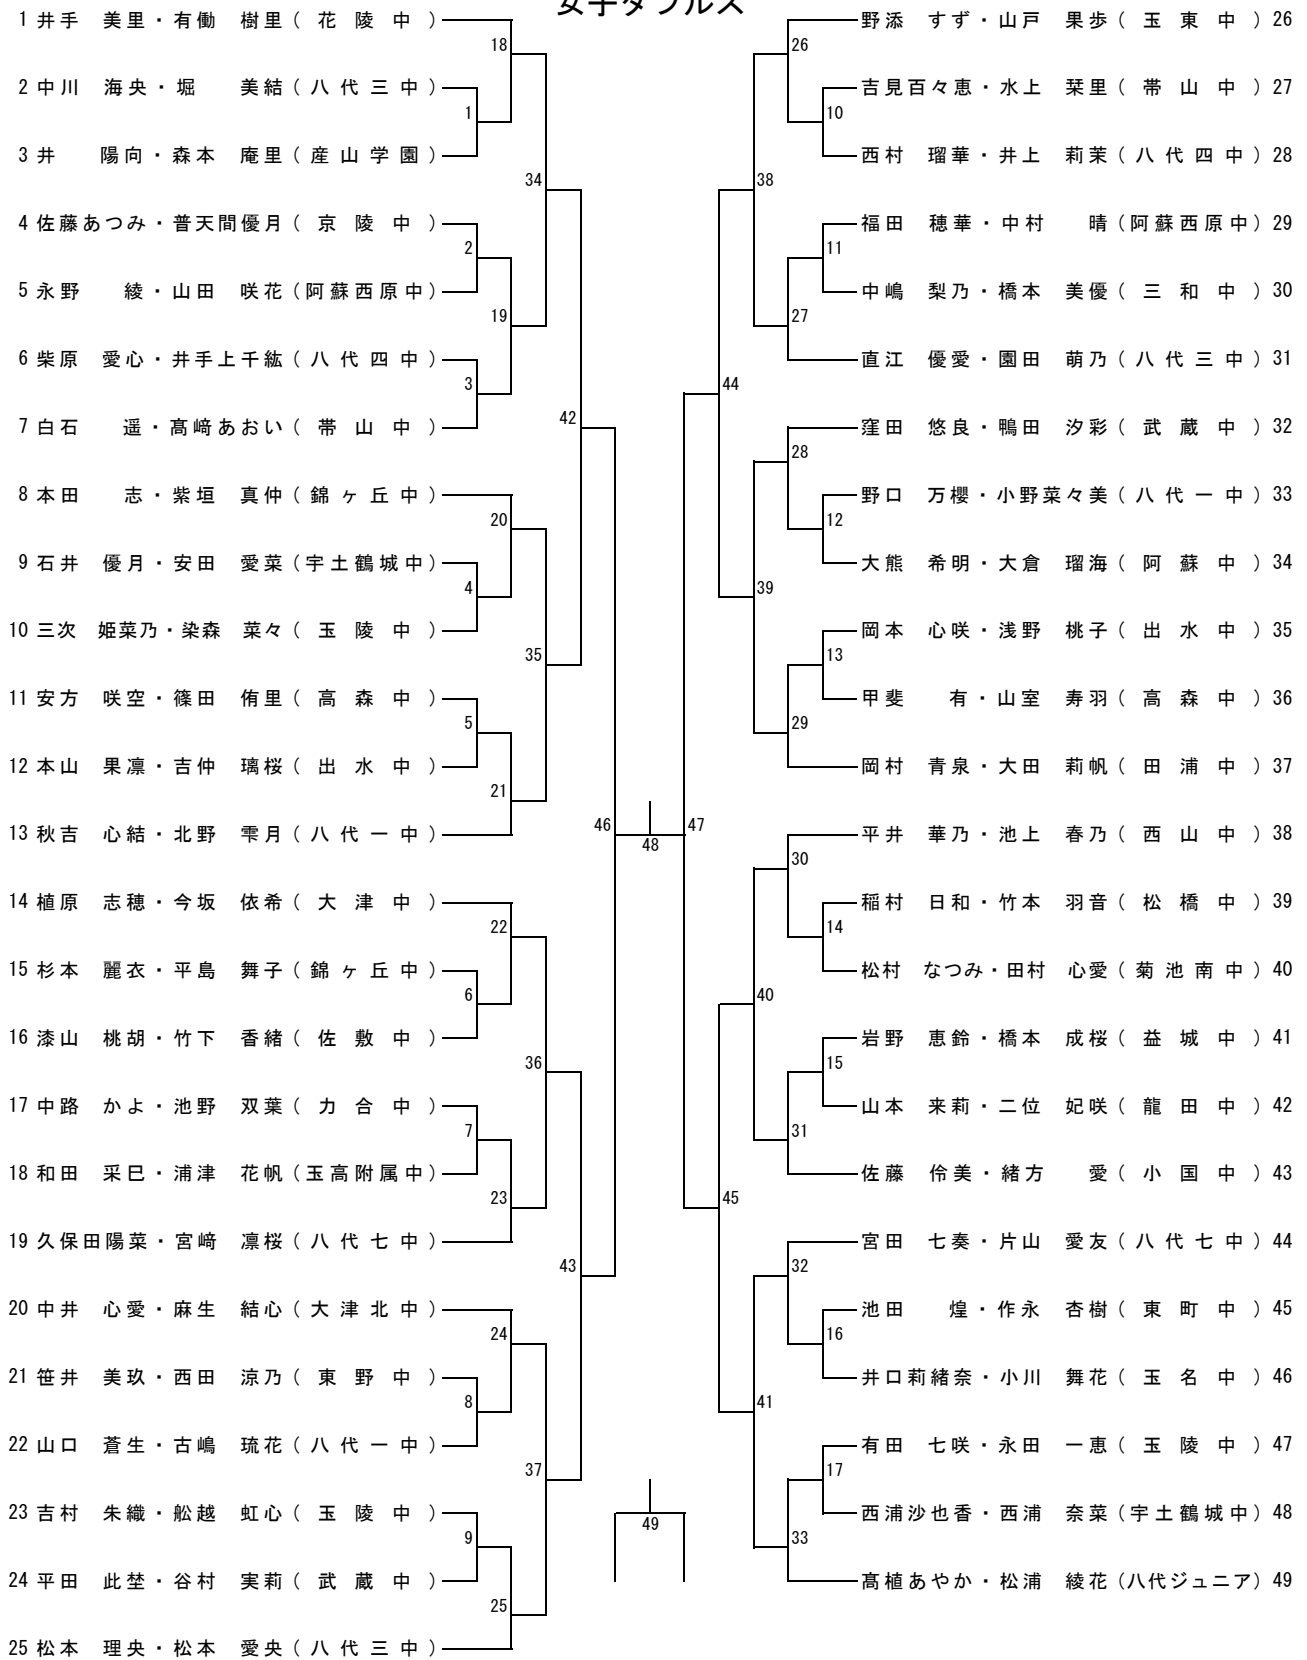 女子ダブルス
1 井手 美里・有働 樹里 ( 花陵中 )
2 中川 海央・堀 美結 ( 八代三中 )
3 井 陽向・森本 庵里 ( 産山学園 )
4 佐藤あつみ・普天間優月 ( 京陵中 )
5 永野 綾・山田 咲花 (阿蘇西原中)
6 柴原 愛心・井手上千紘 ( 八代四中 )
7 白石 遥・髙﨑あおい ( 帯山中 )
8 本田 志・紫垣 真仲 ( 錦ヶ丘中 )
9 石井 優月・安田 愛菜 (宇土鶴城中)
10 三次 姫菜乃・染森 菜々 ( 玉陵中 )
11 安方 咲空・篠田 侑里 ( 高森中 )
12 本山 果凛・吉仲 璃桜 ( 出水中 )
13 秋吉 心結・北野 雫月 ( 八代一中 )
14 植原 志穂・今坂 依希 ( 大津中 )
15 杉本 麗衣・平島 舞子 ( 錦ヶ丘中 )
16 漆山 桃胡・竹下 香緒 ( 佐敷中 )
17 中路 かよ・池野 双葉 ( 力合中 )
18 和田 采巳・浦津 花帆 (玉高附属中)
19 久保田陽菜・宮﨑 凛桜 ( 八代七中 )
20 中井 心愛・麻生 結心 ( 大津北中 )
21 笹井 美玖・西田 涼乃 ( 東野中 )
22 山口 蒼生・古嶋 琉花 ( 八代一中 )
23 吉村 朱織・舩越 虹心 ( 玉陵中 )
24 平田 此埜・谷村 実莉 ( 武蔵中 )
25 松本 理央・松本 愛央 ( 八代三中 )
18
1
34
2
19
3
42
20
4
35
5
21
46
22
6
36
7
23
43
24
8
37
9
25
48
49
47
26
10
38
11
27
44
28
12
39
13
29
30
14
40
15
31
45
32
16
41
17
33
野添 すず・山戸 果歩 ( 玉東中 ) 26
吉見百々恵・水上 栞里 ( 帯山中 ) 27
西村 瑠華・井上 莉茉 ( 八代四中 ) 28
福田 穂華・中村 晴 (阿蘇西原中) 29
中嶋 梨乃・橋本 美優 ( 三和中 ) 30
直江 優愛・園田 萌乃 ( 八代三中 ) 31
窪田 悠良・鴨田 汐彩 ( 武蔵中 ) 32
野口 万櫻・小野菜々美 ( 八代一中 ) 33
大熊 希明・大倉 瑠海 ( 阿蘇中 ) 34
岡本 心咲・浅野 桃子 ( 出水中 ) 35
甲斐 有・山室 寿羽 ( 高森中 ) 36
岡村 青泉・大田 莉帆 ( 田浦中 ) 37
平井 華乃・池上 春乃 ( 西山中 ) 38
稲村 日和・竹本 羽音 ( 松橋中 ) 39
松村 なつみ・田村 心愛 ( 菊池南中 ) 40
岩野 恵鈴・橋本 成桜 ( 益城中 ) 41
山本 来莉・二位 妃咲 ( 龍田中 ) 42
佐藤 伶美・緒方 愛 ( 小国中 ) 43
宮田 七奏・片山 愛友 ( 八代七中 ) 44
池田 煌・作永 杏樹 ( 東町中 ) 45
井口莉緒奈・小川 舞花 ( 玉名中 ) 46
有田 七咲・永田 一恵 ( 玉陵中 ) 47
西浦沙也香・西浦 奈菜 (宇土鶴城中) 48
髙植あやか・松浦 綾花 (八代ジュニア) 49